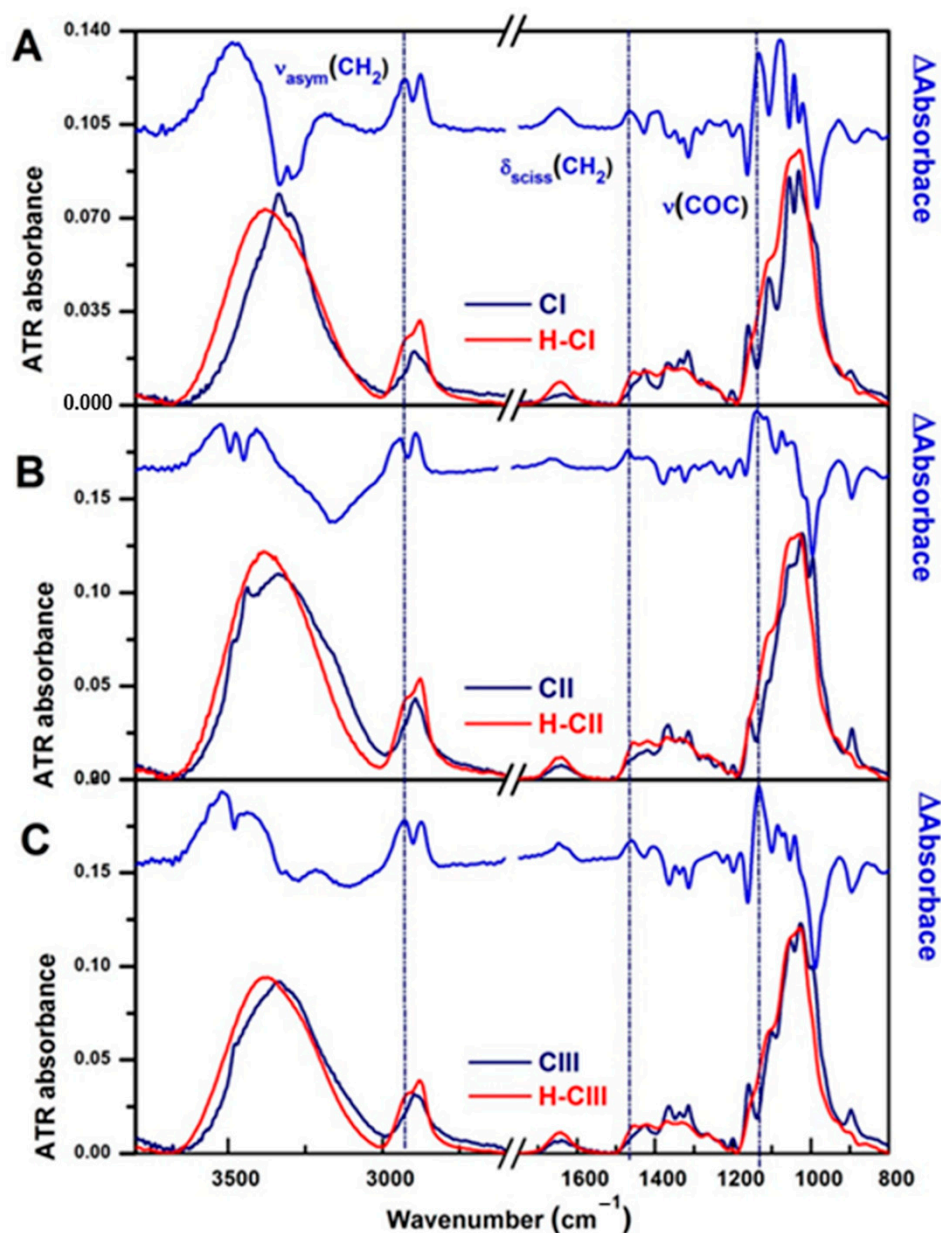 A
0.140
0.105
0.070
0.035
0.000
ATR absorbance
ΔAbsorbace
νasym(CH2)
δsciss(CH2)
ν(COC)
CI
H-CI
B
0.15
0.10
0.05
ATR absorbance
ΔAbsorbace
CII
H-CII
C
0.15
0.10
0.05
0.00
ATR absorbance
ΔAbsorbace
CIII
H-CIII
3500 3000 1600 1400 1200 1000 800
Wavenumber (cm⁻¹)